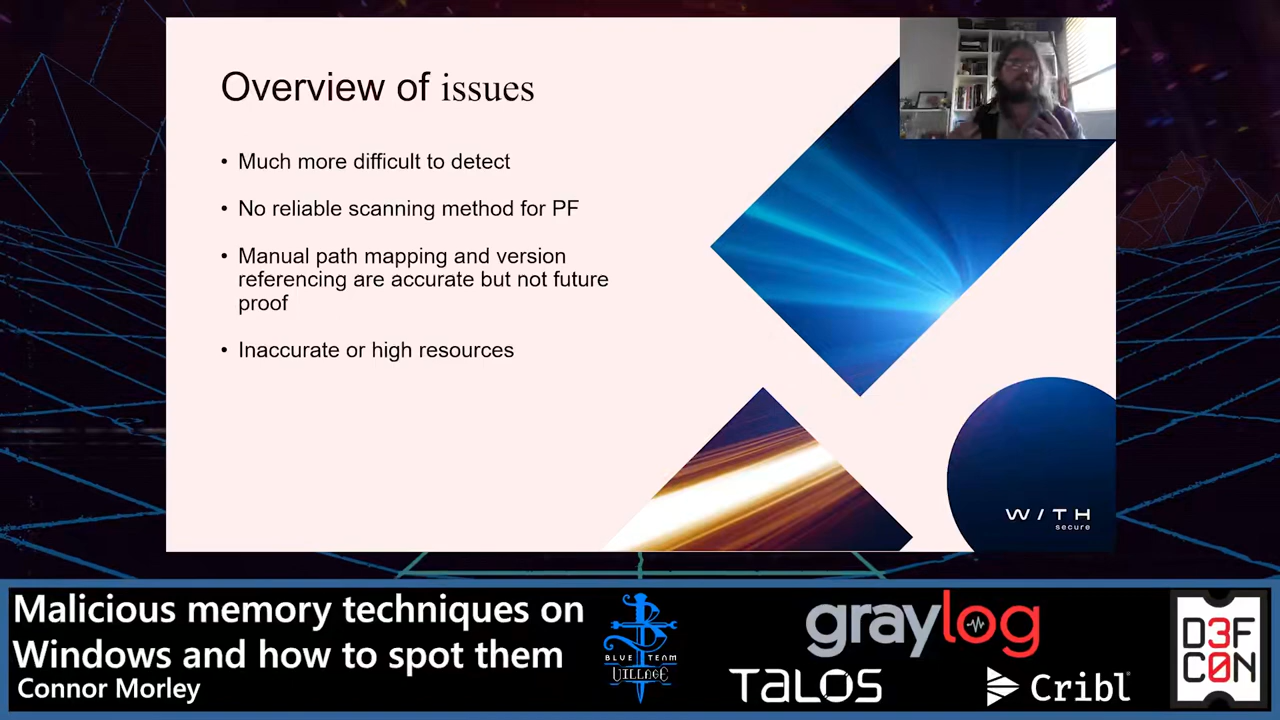 Overview of issues
• Much more difficult to detect
• No reliable scanning method for PF
• Manual path mapping and version
referencing are accurate but not future
proof
• Inaccurate or high resources
W/TH
secure
Malicious memory techniques on
Windows and how to spot them
Connor Morley
BLUE TEAM
VILLAGE
graylog
TALOS
Cribl
D3F
C0N